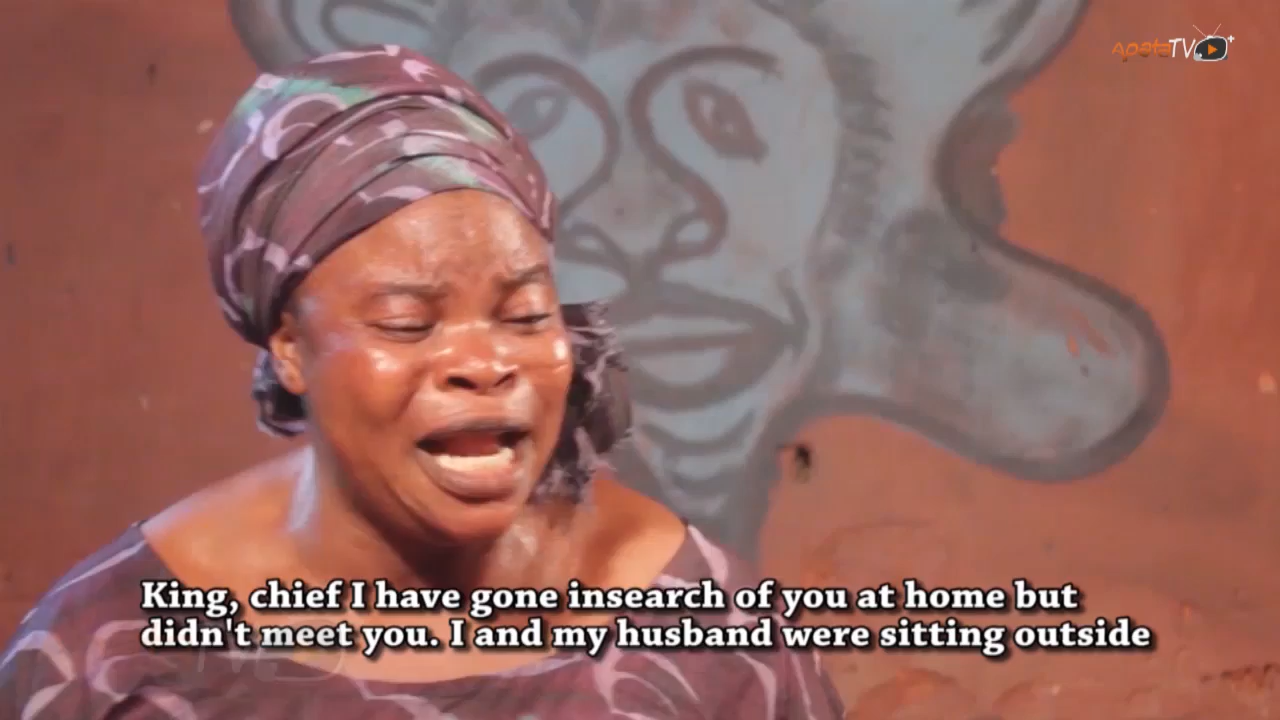 ApataTV+
King, chief I have gone insearch of you at home but
didn't meet you. I and my husband were sitting outside